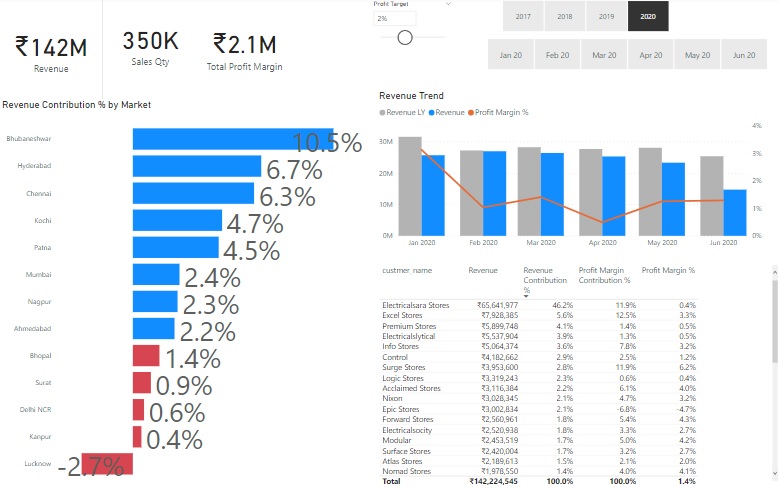 Profit Target
2%
2017 2018 2019 2020
Jan 20 Feb 20 Mar 20 Apr 20 May 20 Jun 20
₹142M
Revenue
350K
Sales Qty
₹2.1M
Total Profit Margin
Revenue Contribution % by Market
Bhubaneshwar 10.5%
Hyderabad 6.7%
Chennai 6.3%
Kochi 4.7%
Patna 4.5%
Mumbai 2.4%
Nagpur 2.3%
Ahmedabad 2.2%
Bhopal 1.4%
Surat 0.9%
Delhi NCR 0.6%
Kanpur 0.4%
Lucknow -2.7%
Revenue Trend
Revenue LY Revenue Profit Margin %
30M
20M
10M
0M
4%
3%
2%
1%
0%
Jan 2020 Feb 2020 Mar 2020 Apr 2020 May 2020 Jun 2020
custmer_name Revenue Revenue Contribution % Profit Margin Contribution % Profit Margin %
Electricalsara Stores ₹65,641,977 46.2% 11.9% 0.4%
Excel Stores ₹7,928,385 5.6% 12.5% 3.3%
Premium Stores ₹5,899,748 4.1% 1.4% 0.5%
Electricalslytical ₹5,537,904 3.9% 1.3% 0.5%
Info Stores ₹5,064,374 3.6% 7.8% 3.2%
Control ₹4,182,662 2.9% 2.5% 1.2%
Surge Stores ₹3,953,600 2.8% 11.9% 6.2%
Logic Stores ₹3,319,243 2.3% 0.6% 0.4%
Acclaimed Stores ₹3,116,384 2.2% 6.1% 4.0%
Nixon ₹3,028,345 2.1% 4.7% 3.2%
Epic Stores ₹3,002,834 2.1% -6.8% -4.7%
Forward Stores ₹2,560,961 1.8% 5.4% 4.3%
Electricalsocity ₹2,520,938 1.8% 3.3% 2.7%
Modular ₹2,453,519 1.7% 5.0% 4.2%
Surface Stores ₹2,420,004 1.7% 3.2% 2.7%
Atlas Stores ₹2,189,613 1.5% 2.1% 2.0%
Nomad Stores ₹1,978,550 1.4% 4.0% 4.1%
Total ₹142,224,545 100.0% 100.0% 1.4%